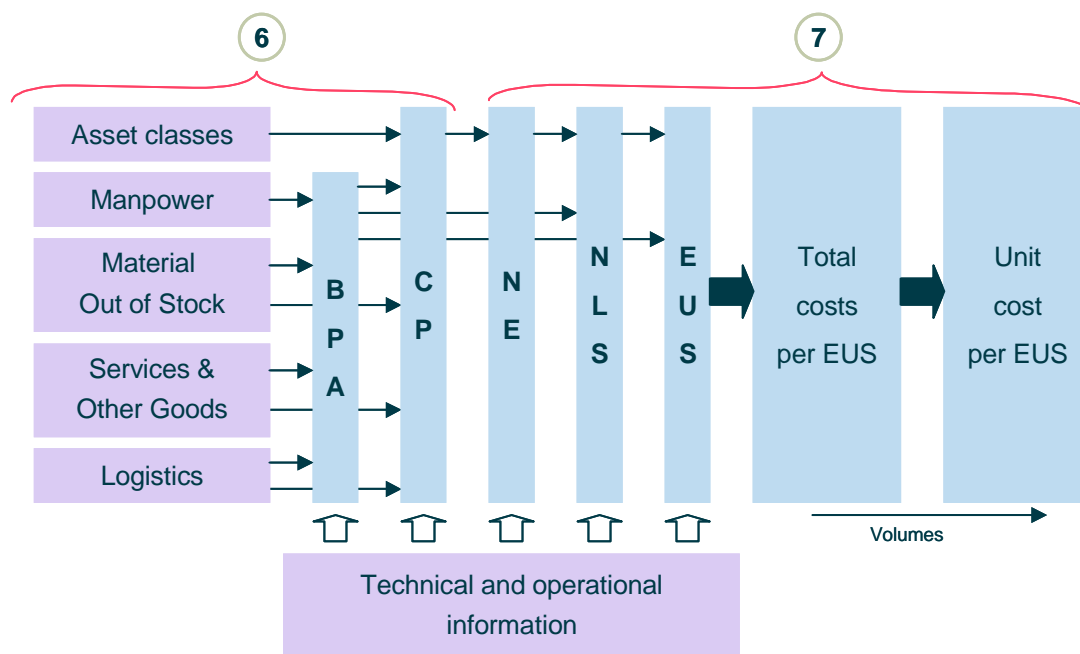 6
7
Asset classes
Manpower
Material
Out of Stock
Services &
Other Goods
Logistics
B
P
A
C
P
N
E
N
L
S
E
U
S
Total
costs
per EUS
Unit
cost
per EUS
Volumes
Technical and operational
information